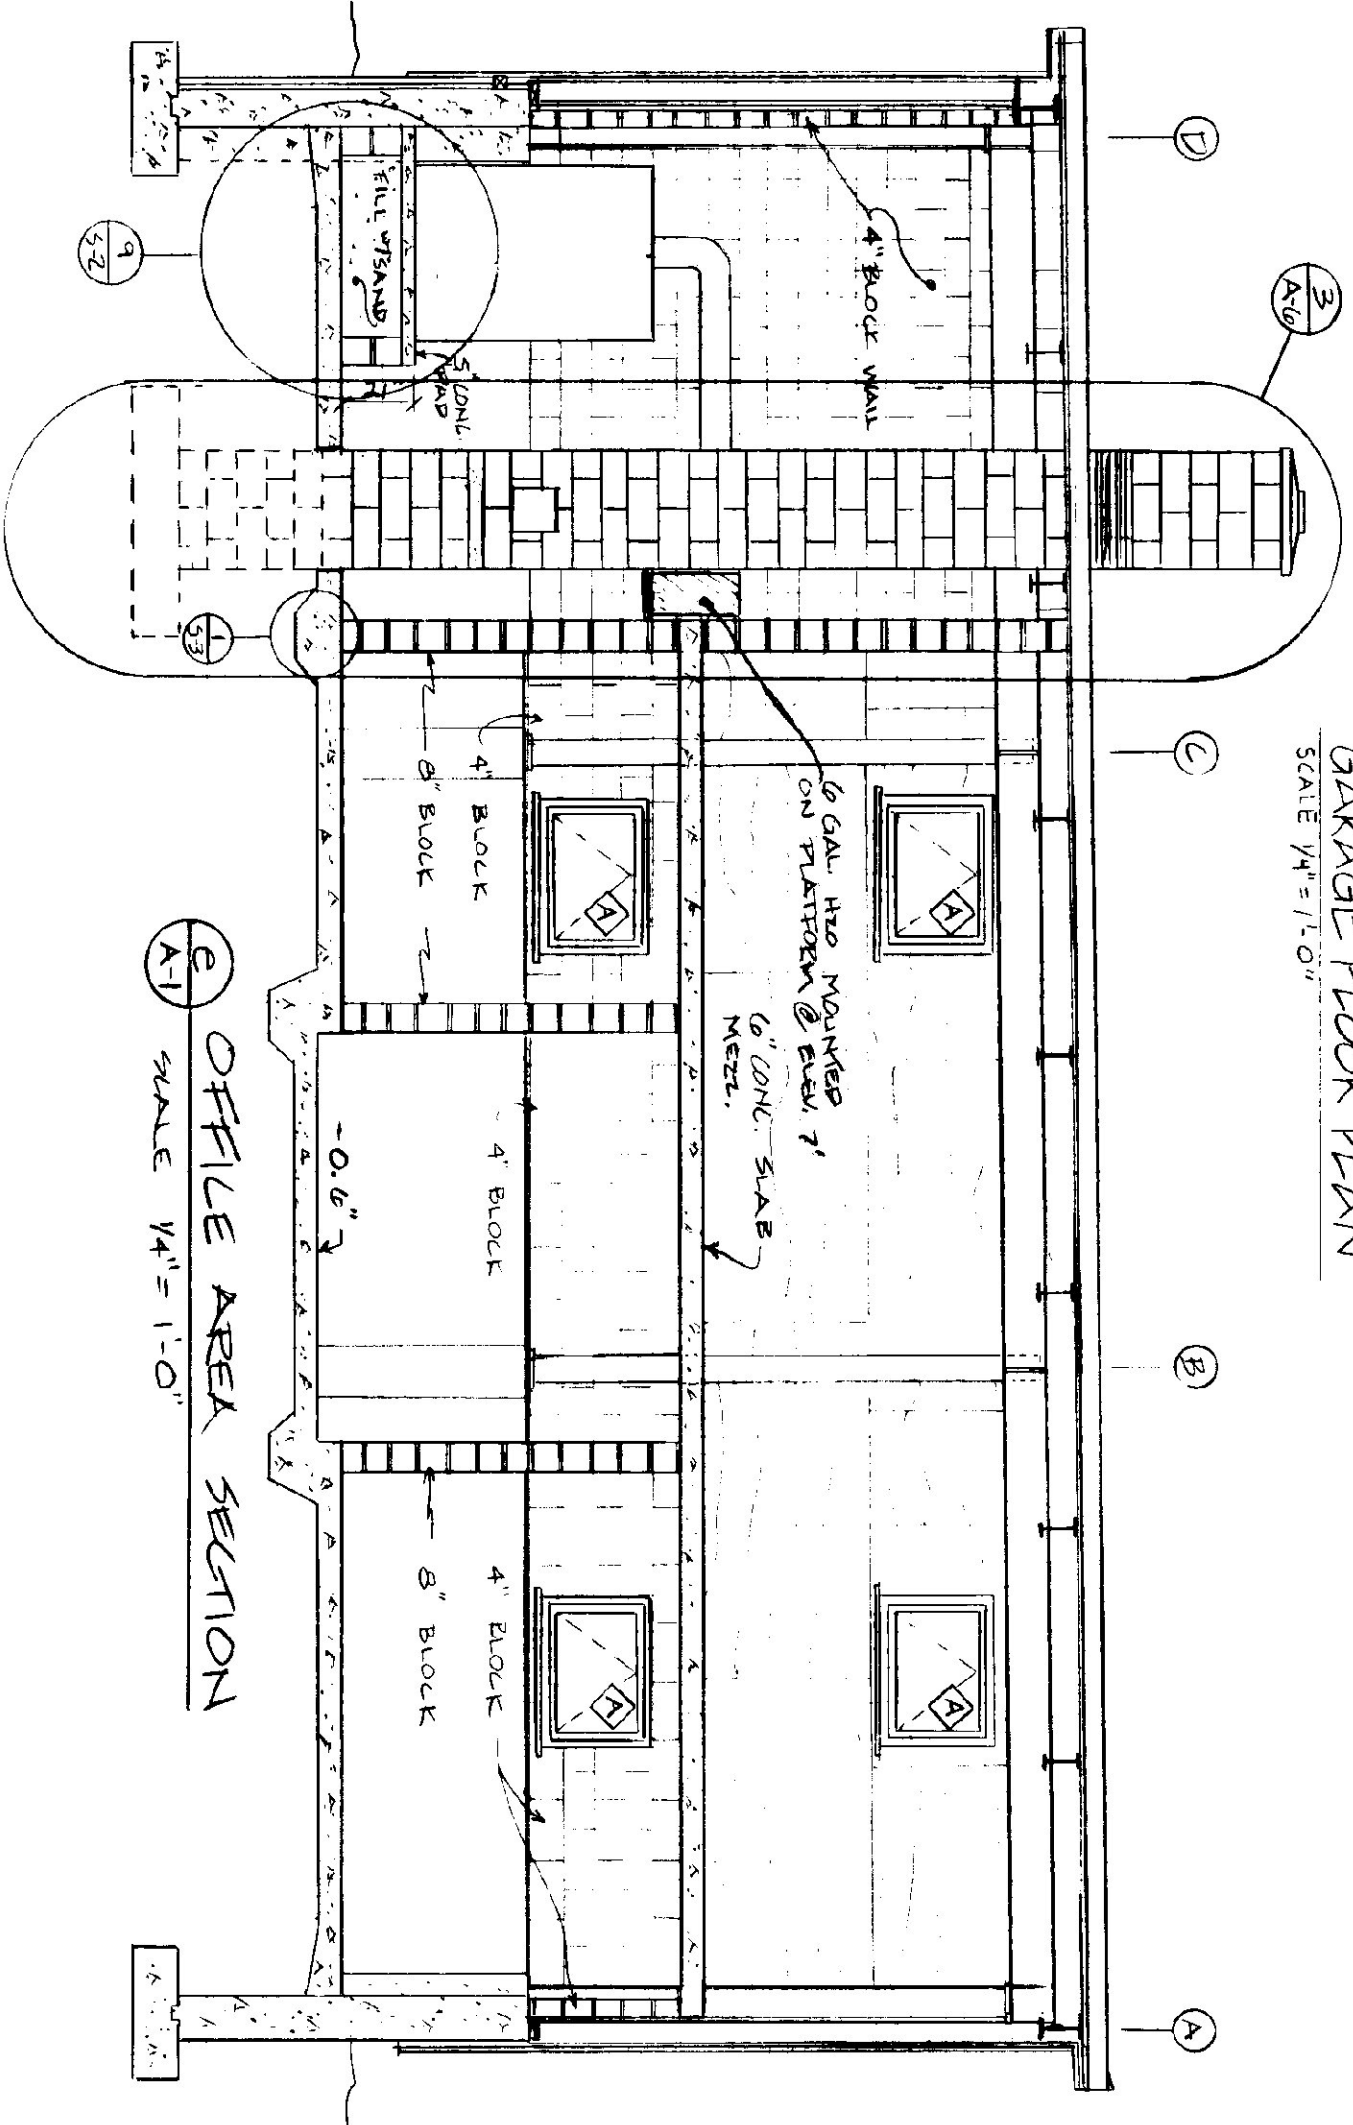 GARAGE FLOOR PLAN
SCALE 1/4" = 1'-0"
D
C
B
A
3
A-6
4" BLOCK WALL
6 GAL. H2O MOUNTED
ON PLATFORM @ ELEV. 7'
6" CONC. SLAB
MEZZ.
A
A
A
A
5" CONC.
PAD
FILL W/SAND
9
S-2
1
S-3
4" BLOCK
8" BLOCK
4" BLOCK
4" BLOCK
8" BLOCK
-0.6"
C
A-1
OFFICE AREA SECTION
SCALE 1/4" = 1'-0"